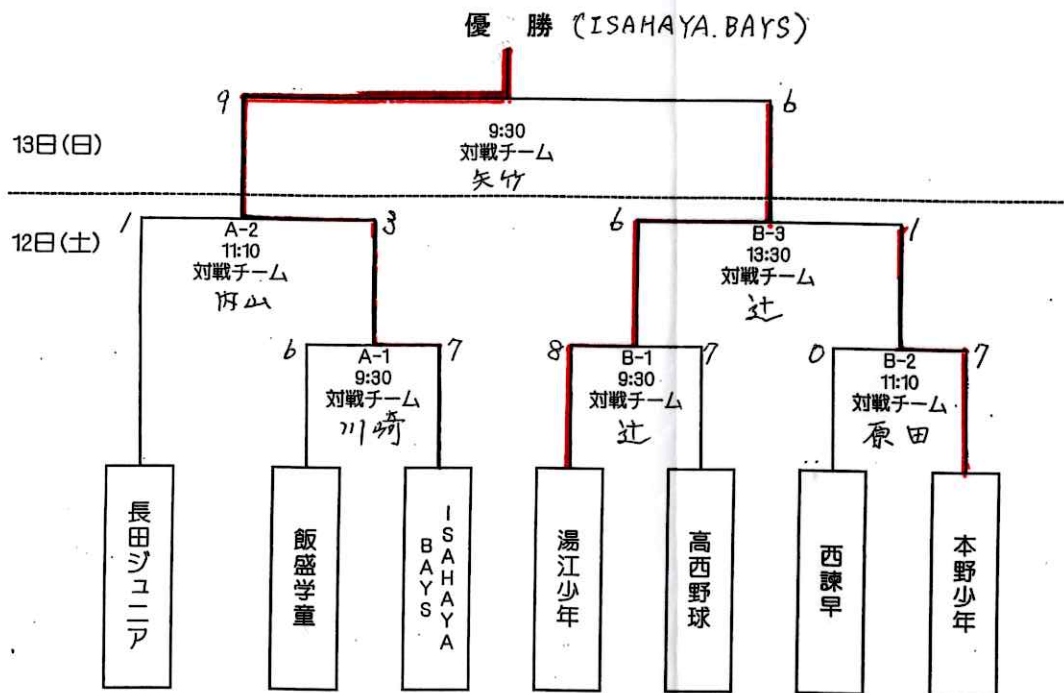 優 勝 (ISAHAYA.BAYS)
9
6
13日(日)
9:30
対戦チーム
矢竹
12日(土)
1
3
A-2
11:10
対戦チーム
内山
6
1
B-3
13:30
対戦チーム
辻
6
7
A-1
9:30
対戦チーム
川崎
8
7
B-1
9:30
対戦チーム
辻
0
7
B-2
11:10
対戦チーム
原田
長田ジュニア
飯盛学童
ISAHAYA
BAYS
湯江少年
高西野球
西諫早
本野少年